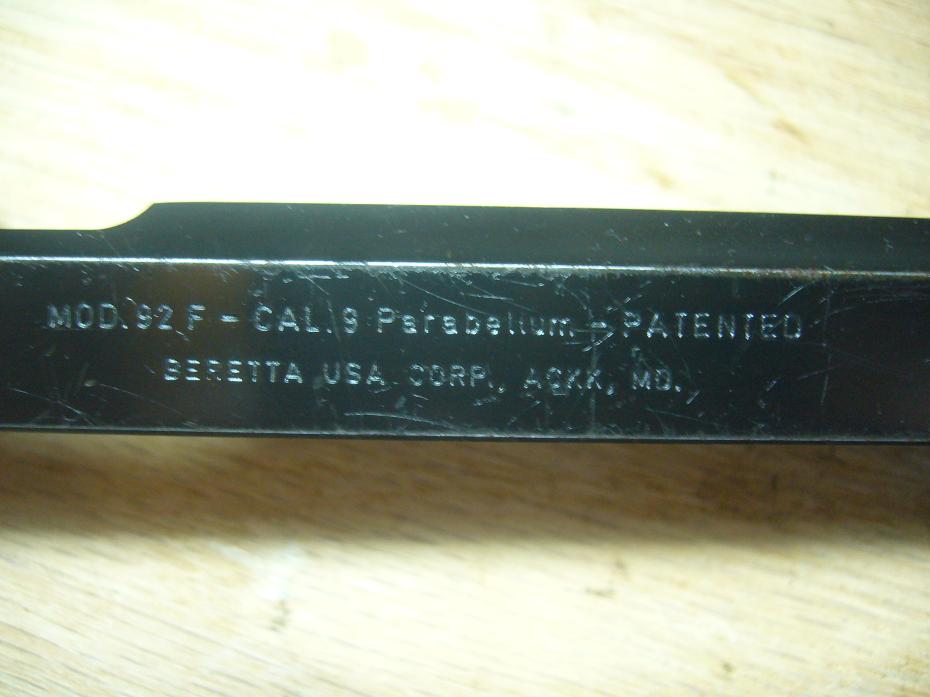 MOD.92 F - CAL.9 Parabellum - PATENTED
BERETTA USA CORP., ACKK, MD.